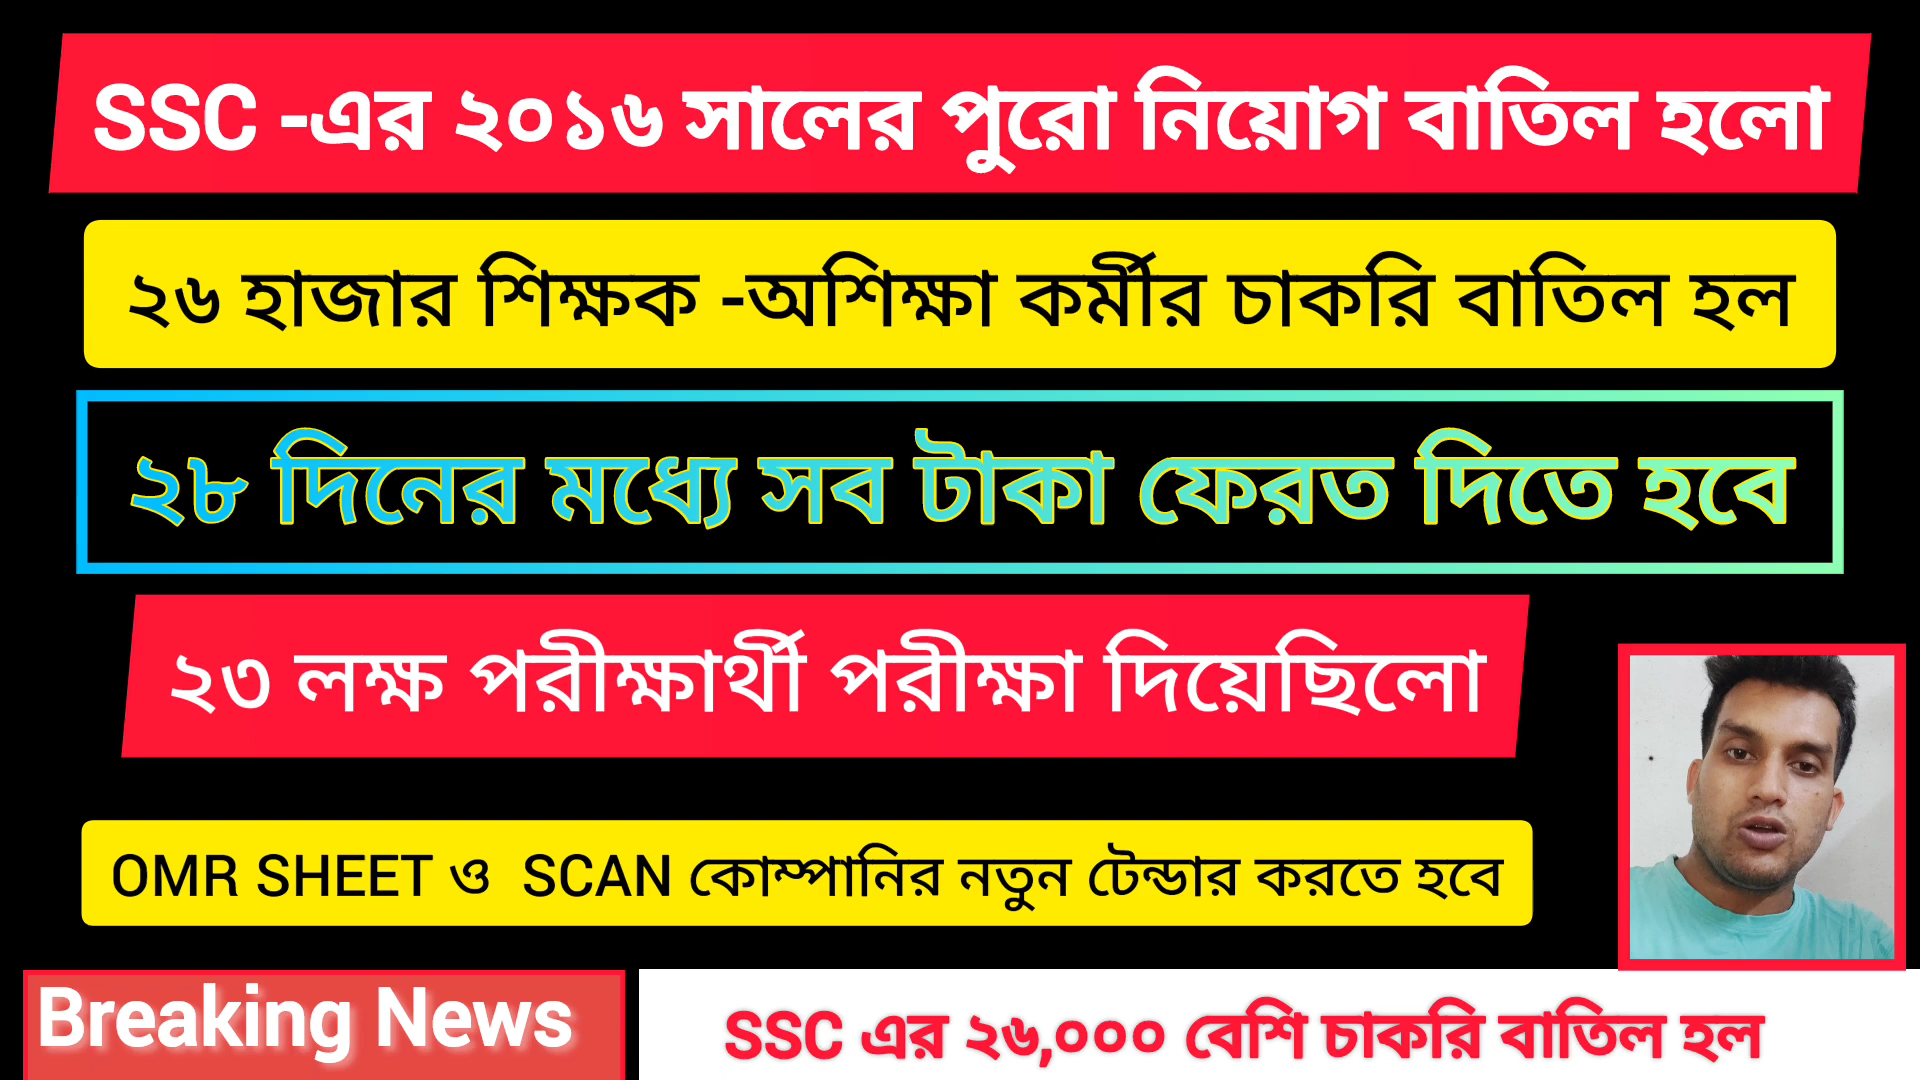 SSC -এর ২০১৬ সালের পুরো নিয়োগ বাতিল হলো
২৬ হাজার শিক্ষক -অশিক্ষা কর্মীর চাকরি বাতিল হল
২৮ দিনের মধ্যে সব টাকা ফেরত দিতে হবে
২৩ লক্ষ পরীক্ষার্থী পরীক্ষা দিয়েছিলো
OMR SHEET ও SCAN কোম্পানির নতুন টেন্ডার করতে হবে
Breaking News
SSC এর ২৬,০০০ বেশি চাকরি বাতিল হল